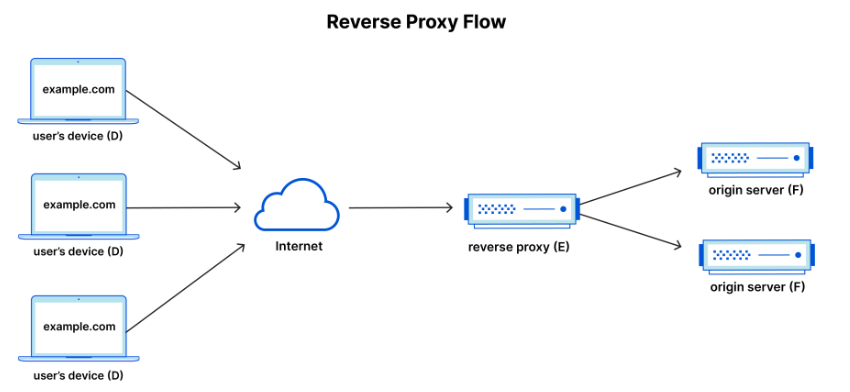 Reverse Proxy Flow
example.com
user's device (D)
example.com
user's device (D)
example.com
user's device (D)
Internet
reverse proxy (E)
origin server (F)
origin server (F)